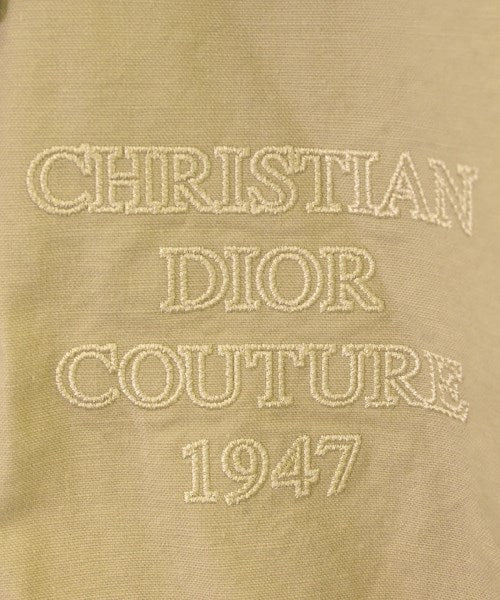 CHRISTIAN
DIOR
COUTURE
1947